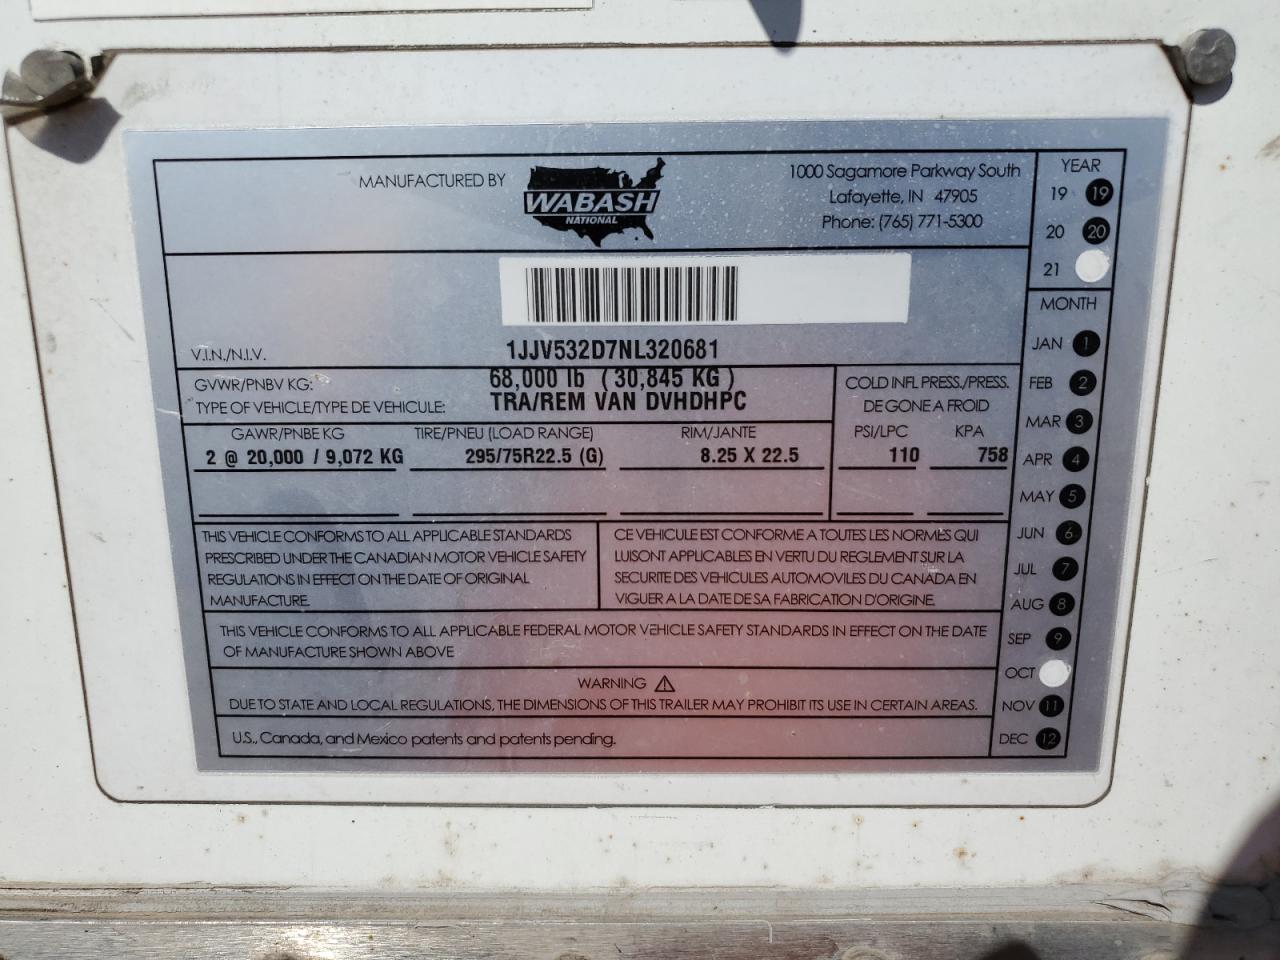 MANUFACTURED BY
WABASH
NATIONAL
1000 Sagamore Parkway South
Lafayette, IN 47905
Phone: (765) 771-5300
YEAR
19 19
20 20
21
MONTH
JAN 1
FEB 2
MAR 3
APR 4
MAY 5
JUN 6
JUL 7
AUG 8
SEP 9
OCT
NOV 11
DEC 12
V.I.N./N.I.V. 1JJV532D7NL320681
GVWR/PNBV KG: 68,000 lb (30,845 KG)
TYPE OF VEHICLE/TYPE DE VEHICULE: TRA/REM VAN DVHDHPC
COLD INFL PRESS./PRESS.
DE GONE A FROID
GAWR/PNBE KG TIRE/PNEU (LOAD RANGE) RIM/JANTE PSI/LPC KPA
2 @ 20,000 / 9,072 KG 295/75R22.5 (G) 8.25 X 22.5 110 758
THIS VEHICLE CONFORMS TO ALL APPLICABLE STANDARDS
PRESCRIBED UNDER THE CANADIAN MOTOR VEHICLE SAFETY
REGULATIONS IN EFFECT ON THE DATE OF ORIGINAL
MANUFACTURE.
CE VEHICULE EST CONFORME A TOUTES LES NORMES QUI
LUISONT APPLICABLES EN VERTU DU REGLEMENT SUR LA
SECURITE DES VEHICULES AUTOMOVILES DU CANADA EN
VIGUER A LA DATE DE SA FABRICATION D'ORIGINE.
THIS VEHICLE CONFORMS TO ALL APPLICABLE FEDERAL MOTOR VEHICLE SAFETY STANDARDS IN EFFECT ON THE DATE
OF MANUFACTURE SHOWN ABOVE
WARNING
DUE TO STATE AND LOCAL REGULATIONS, THE DIMENSIONS OF THIS TRAILER MAY PROHIBIT ITS USE IN CERTAIN AREAS.
U.S., Canada, and Mexico patents and patents pending.